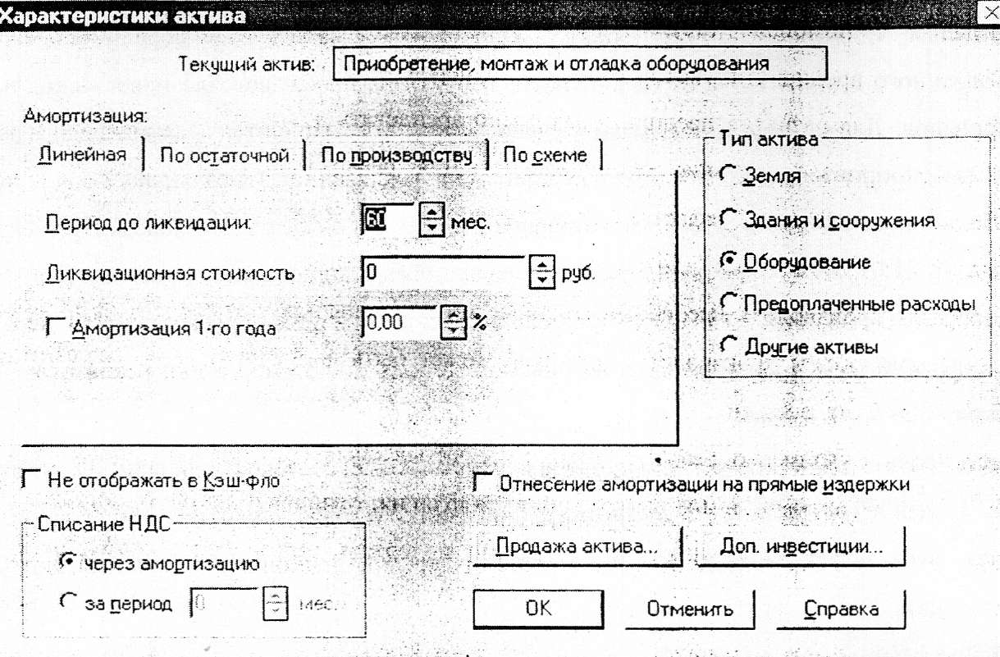 Характеристики актива
Текущий актив: Приобретение, монтаж и отладка оборудования
Амортизация:
Линейная По остаточной По производству По схеме
Период до ликвидации: 60 мес.
Ликвидационная стоимость 0 руб.
Амортизация 1-го года 0,00 %
Тип актива
Земля
Здания и сооружения
Оборудование
Предоплаченные расходы
Другие активы
Не отображать в Кэш-Фло
Отнесение амортизации на прямые издержки
Списание НДС
через амортизацию
за период 0 мес.
Продажа актива... Доп. инвестиции...
OK Отменить Справка